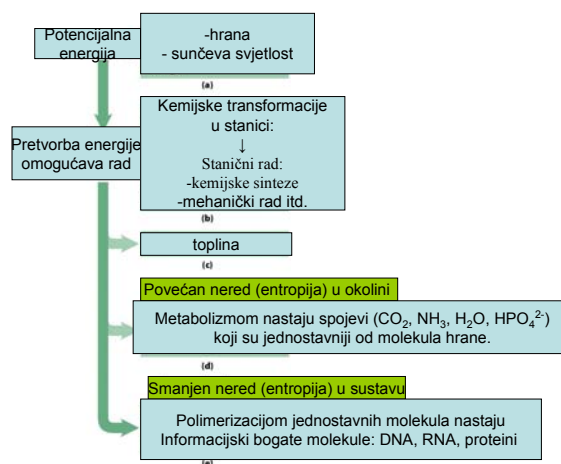 Potencijalna
energija
-hrana
- sunčeva svjetlost
(a)
Pretvorba energije
omogućava rad
Kemijske transformacije
u stanici:
↓
Stanični rad:
-kemijske sinteze
-mehanički rad itd.
(b)
toplina
(c)
Povećan nered (entropija) u okolini
Metabolizmom nastaju spojevi (CO₂, NH₃, H₂O, HPO₄²⁻)
koji su jednostavniji od molekula hrane.
(d)
Smanjen nered (entropija) u sustavu
Polimerizacijom jednostavnih molekula nastaju
Informacijski bogate molekule: DNA, RNA, proteini
(e)